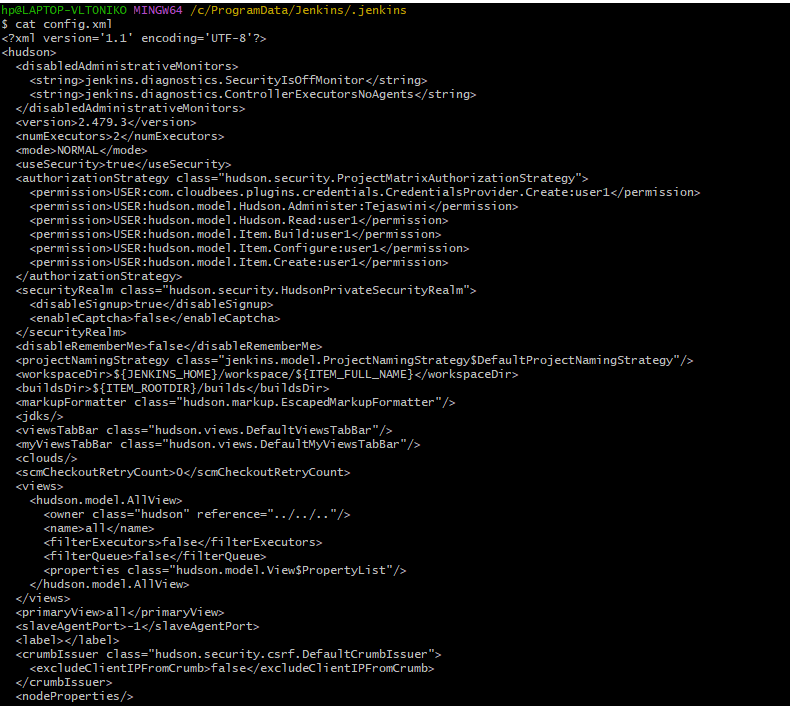 hp@LAPTOP-VLTONIKO MINGW64 /c/ProgramData/Jenkins/.jenkins
$ cat config.xml
<?xml version='1.1' encoding='UTF-8'?>
<hudson>
  <disabledAdministrativeMonitors>
    <string>jenkins.diagnostics.SecurityIsOffMonitor</string>
    <string>jenkins.diagnostics.ControllerExecutorsNoAgents</string>
  </disabledAdministrativeMonitors>
  <version>2.479.3</version>
  <numExecutors>2</numExecutors>
  <mode>NORMAL</mode>
  <useSecurity>true</useSecurity>
  <authorizationStrategy class="hudson.security.ProjectMatrixAuthorizationStrategy">
    <permission>USER:com.cloudbees.plugins.credentials.CredentialsProvider.Create:user1</permission>
    <permission>USER:hudson.model.Hudson.Administer:Tejaswini</permission>
    <permission>USER:hudson.model.Hudson.Read:user1</permission>
    <permission>USER:hudson.model.Item.Build:user1</permission>
    <permission>USER:hudson.model.Item.Configure:user1</permission>
    <permission>USER:hudson.model.Item.Create:user1</permission>
  </authorizationStrategy>
  <securityRealm class="hudson.security.HudsonPrivateSecurityRealm">
    <disableSignup>true</disableSignup>
    <enableCaptcha>false</enableCaptcha>
  </securityRealm>
  <disableRememberMe>false</disableRememberMe>
  <projectNamingStrategy class="jenkins.model.ProjectNamingStrategy$DefaultProjectNamingStrategy"/>
  <workspaceDir>${JENKINS_HOME}/workspace/${ITEM_FULL_NAME}</workspaceDir>
  <buildsDir>${ITEM_ROOTDIR}/builds</buildsDir>
  <markupFormatter class="hudson.markup.EscapedMarkupFormatter"/>
  <jdks/>
  <viewsTabBar class="hudson.views.DefaultViewsTabBar"/>
  <myViewsTabBar class="hudson.views.DefaultMyViewsTabBar"/>
  <clouds/>
  <scmCheckoutRetryCount>0</scmCheckoutRetryCount>
  <views>
    <hudson.model.AllView>
      <owner class="hudson" reference="../../.."/>
      <name>all</name>
      <filterExecutors>false</filterExecutors>
      <filterQueue>false</filterQueue>
      <properties class="hudson.model.View$PropertyList"/>
    </hudson.model.AllView>
  </views>
  <primaryView>all</primaryView>
  <slaveAgentPort>-1</slaveAgentPort>
  <label></label>
  <crumbIssuer class="hudson.security.csrf.DefaultCrumbIssuer">
    <excludeClientIPFromCrumb>false</excludeClientIPFromCrumb>
  </crumbIssuer>
  <nodeProperties/>